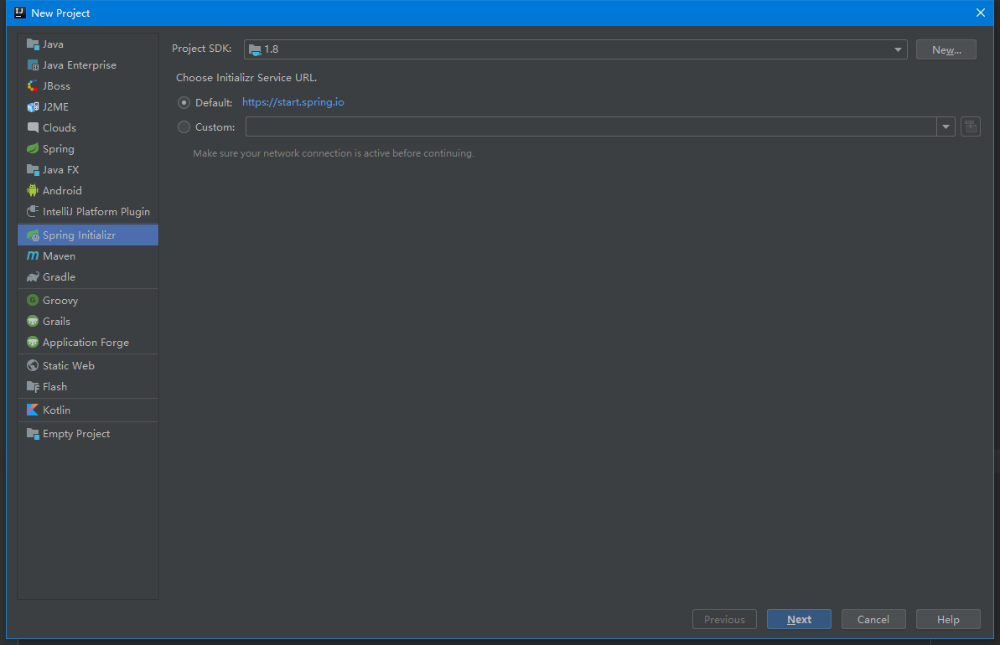 New Project
Java
Java Enterprise
JBoss
J2ME
Clouds
Spring
Java FX
Android
IntelliJ Platform Plugin
Spring Initializr
Maven
Gradle
Groovy
Grails
Application Forge
Static Web
Flash
Kotlin
Empty Project
Project SDK: 1.8 New...
Choose Initializr Service URL.
Default: https://start.spring.io
Custom:
Make sure your network connection is active before continuing.
Previous Next Cancel Help